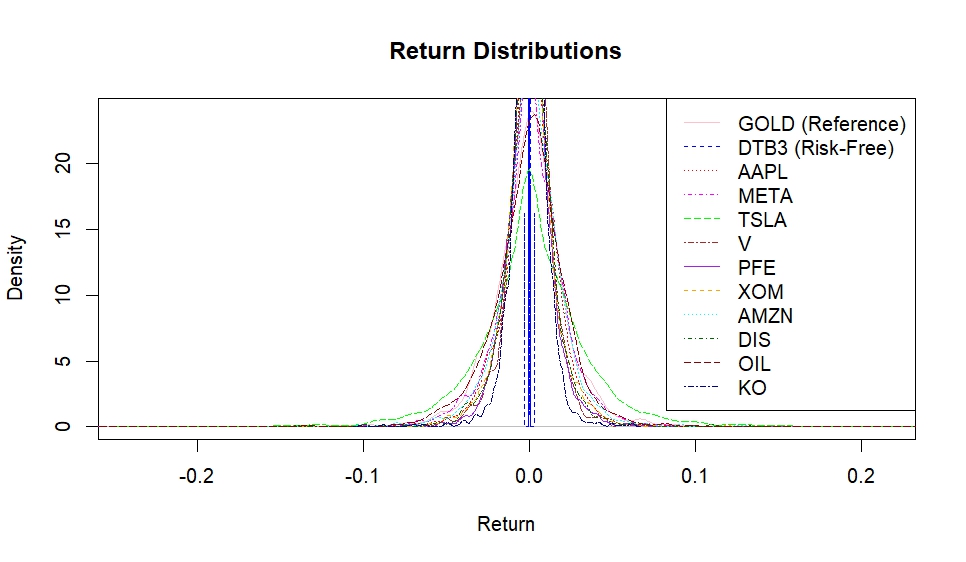 Return Distributions
Density
20
15
10
5
0
-0.2
-0.1
0.0
0.1
0.2
Return
GOLD (Reference)
DTB3 (Risk-Free)
AAPL
META
TSLA
V
PFE
XOM
AMZN
DIS
OIL
KO